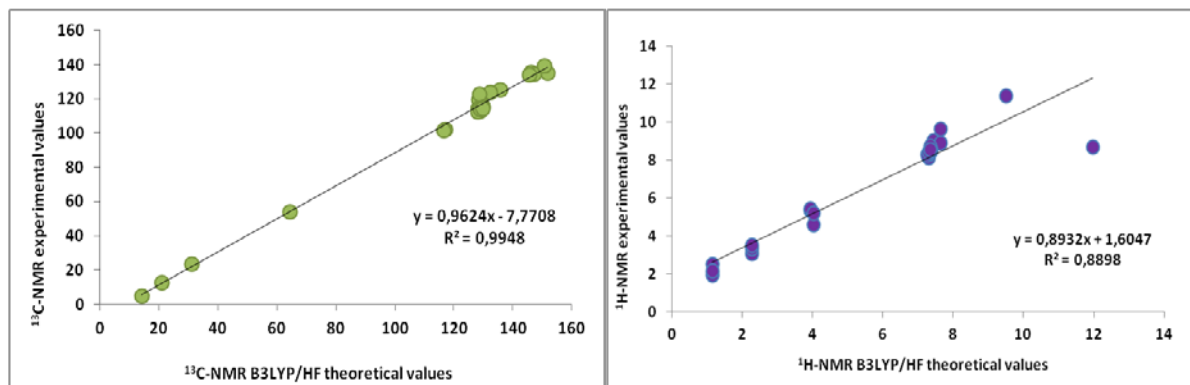 160
140
120
100
80
60
40
20
0
¹³C-NMR experimental values
y = 0,9624x - 7,7708
R² = 0,9948
0 20 40 60 80 100 120 140 160
¹³C-NMR B3LYP/HF theoretical values
14
12
10
8
6
4
2
0
¹H-NMR experimental values
y = 0,8932x + 1,6047
R² = 0,8898
0 2 4 6 8 10 12 14
¹H-NMR B3LYP/HF theoretical values